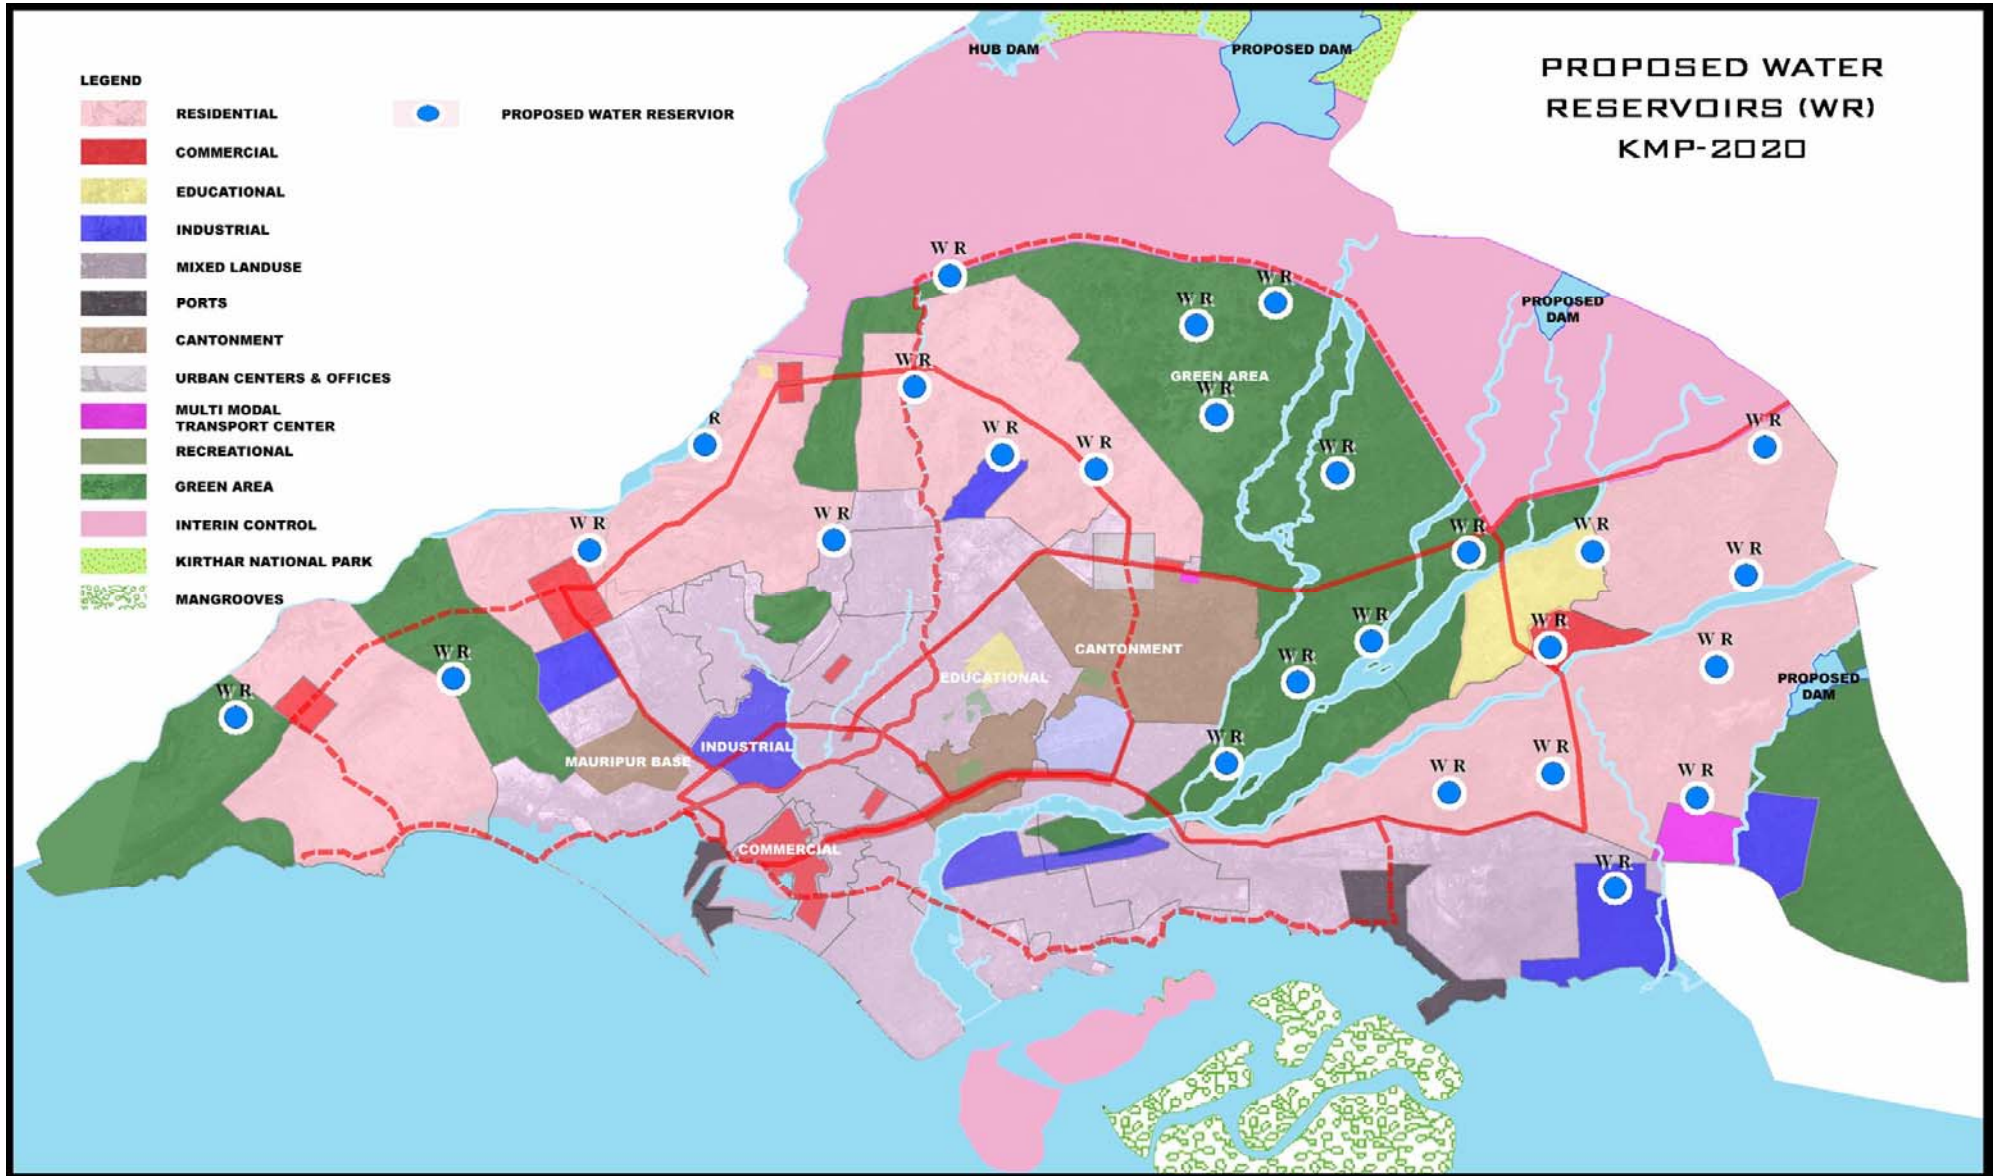 PROPOSED WATER
RESERVOIRS (WR)
KMP-2020
LEGEND
RESIDENTIAL
COMMERCIAL
EDUCATIONAL
INDUSTRIAL
MIXED LANDUSE
PORTS
CANTONMENT
URBAN CENTERS & OFFICES
MULTI MODAL
TRANSPORT CENTER
RECREATIONAL
GREEN AREA
INTERIN CONTROL
KIRTHAR NATIONAL PARK
MANGROOVES
PROPOSED WATER RESERVIOR
HUB DAM
PROPOSED DAM
W R
W R
W R
PROPOSED
DAM
W R
GREEN AREA
W R
R
W R
W R
W R
W R
W R
W R
W R
W R
W R
W R
W R
W R
W R
CANTONMENT
W R
W R
EDUCATIONAL
PROPOSED
DAM
W R
INDUSTRIAL
MAURIPUR BASE
W R
W R
W R
W R
COMMERCIAL
W R